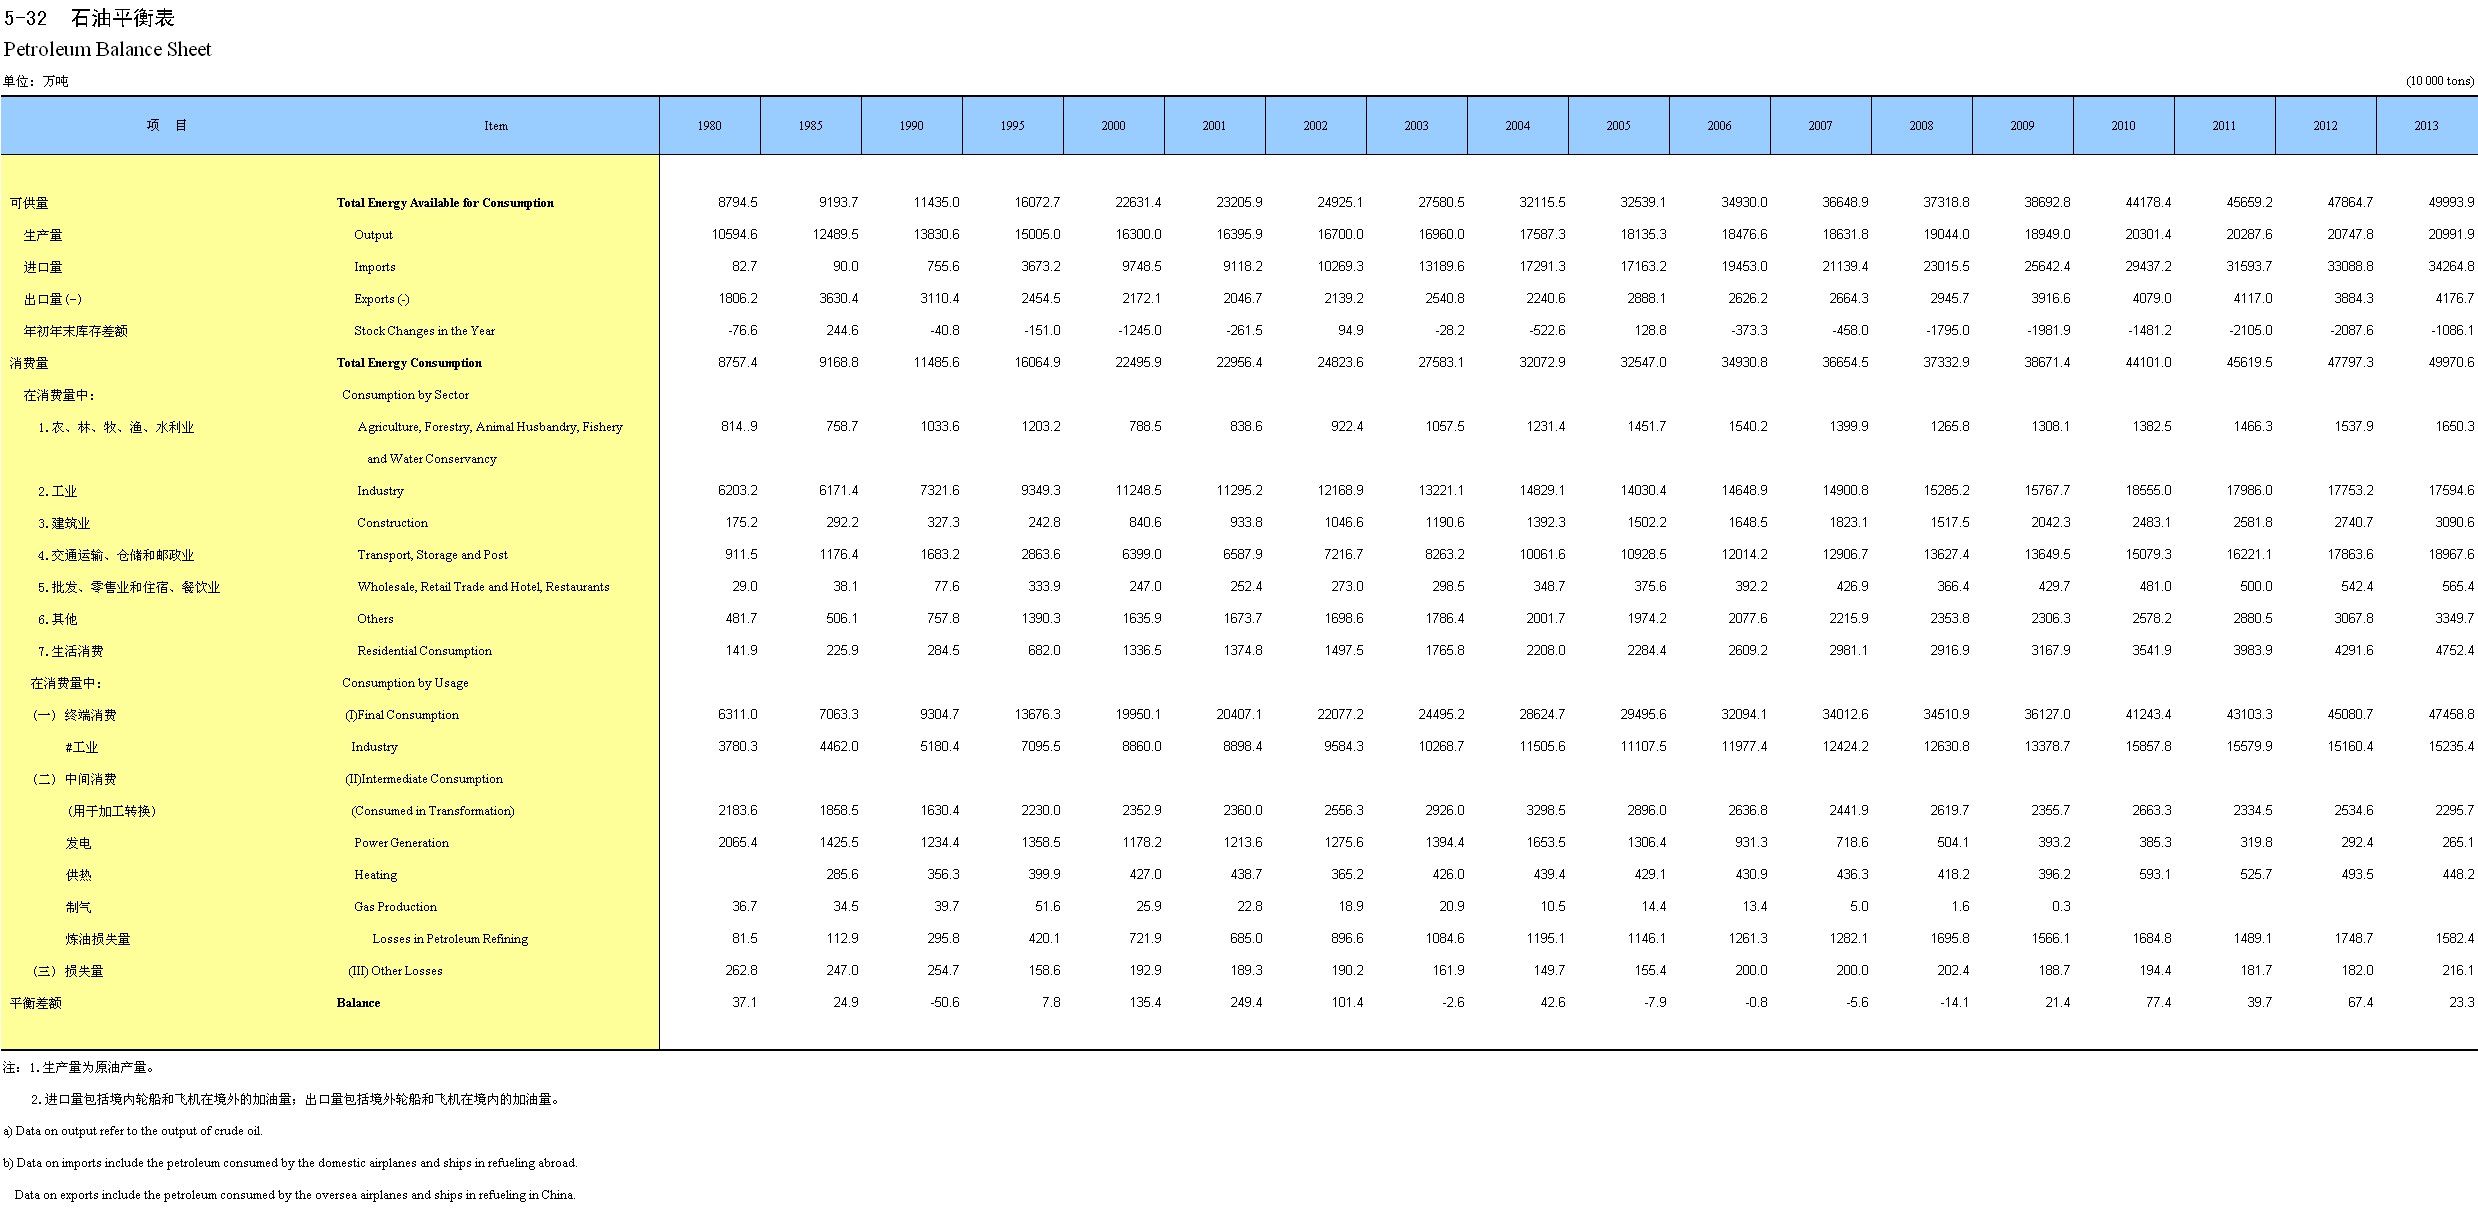 5-32 石油平衡表
Petroleum Balance Sheet
单位：万吨 (10 000 tons)
项 目 Item 1980 1985 1990 1995 2000 2001 2002 2003 2004 2005 2006 2007 2008 2009 2010 2011 2012 2013
可供量 Total Energy Available for Consumption 8794.5 9193.7 11435.0 16072.7 22631.4 23205.9 24925.1 27580.5 32115.5 32539.1 34930.0 36648.9 37318.8 38692.8 44178.4 45659.2 47864.7 49993.9
生产量 Output 10594.6 12489.5 13830.6 15005.0 16300.0 16395.9 16700.0 16960.0 17587.3 18135.3 18476.6 18631.8 19044.0 18949.0 20301.4 20287.6 20747.8 20991.9
进口量 Imports 82.7 90.0 755.6 3673.2 9748.5 9118.2 10269.3 13189.6 17291.3 17163.2 19453.0 21139.4 23015.5 25642.4 29437.2 31593.7 33088.8 34264.8
出口量(-) Exports (-) 1806.2 3630.4 3110.4 2454.5 2172.1 2046.7 2139.2 2540.8 2240.6 2888.1 2626.2 2664.3 2945.7 3916.6 4079.0 4117.0 3884.3 4176.7
年初年末库存差额 Stock Changes in the Year -76.6 244.6 -40.8 -151.0 -1245.0 -261.5 94.9 -28.2 -522.6 128.8 -373.3 -458.0 -1795.0 -1981.9 -1481.2 -2105.0 -2087.6 -1086.1
消费量 Total Energy Consumption 8757.4 9168.8 11485.6 16064.9 22495.9 22956.4 24823.6 27583.1 32072.9 32547.0 34930.8 36654.5 37332.9 38671.4 44101.0 45619.5 47797.3 49970.6
在消费量中： Consumption by Sector
1.农、林、牧、渔、水利业 Agriculture, Forestry, Animal Husbandry, Fishery 814..9 758.7 1033.6 1203.2 788.5 838.6 922.4 1057.5 1231.4 1451.7 1540.2 1399.9 1265.8 1308.1 1382.5 1466.3 1537.9 1650.3
and Water Conservancy
2.工业 Industry 6203.2 6171.4 7321.6 9349.3 11248.5 11295.2 12168.9 13221.1 14829.1 14030.4 14648.9 14900.8 15285.2 15767.7 18555.0 17986.0 17753.2 17594.6
3.建筑业 Construction 175.2 292.2 327.3 242.8 840.6 933.8 1046.6 1190.6 1392.3 1502.2 1648.5 1823.1 1517.5 2042.3 2483.1 2581.8 2740.7 3090.6
4.交通运输、仓储和邮政业 Transport, Storage and Post 911.5 1176.4 1683.2 2863.6 6399.0 6587.9 7216.7 8263.2 10061.6 10928.5 12014.2 12906.7 13627.4 13649.5 15079.3 16221.1 17863.6 18967.6
5.批发、零售业和住宿、餐饮业 Wholesale, Retail Trade and Hotel, Restaurants 29.0 38.1 77.6 333.9 247.0 252.4 273.0 298.5 348.7 375.6 392.2 426.9 366.4 429.7 481.0 500.0 542.4 565.4
6.其他 Others 481.7 506.1 757.8 1390.3 1635.9 1673.7 1698.6 1786.4 2001.7 1974.2 2077.6 2215.9 2353.8 2306.3 2578.2 2880.5 3067.8 3349.7
7.生活消费 Residential Consumption 141.9 225.9 284.5 682.0 1336.5 1374.8 1497.5 1765.8 2208.0 2284.4 2609.2 2981.1 2916.9 3167.9 3541.9 3983.9 4291.6 4752.4
在消费量中： Consumption by Usage
(一) 终端消费 (I)Final Consumption 6311.0 7063.3 9304.7 13676.3 19950.1 20407.1 22077.2 24495.2 28624.7 29495.6 32094.1 34012.6 34510.9 36127.0 41243.4 43103.3 45080.7 47458.8
#工业 Industry 3780.3 4462.0 5180.4 7095.5 8860.0 8898.4 9584.3 10268.7 11505.6 11107.5 11977.4 12424.2 12630.8 13378.7 15857.8 15579.9 15160.4 15235.4
(二) 中间消费 (II)Intermediate Consumption
(用于加工转换) (Consumed in Transformation) 2183.6 1858.5 1630.4 2230.0 2352.9 2360.0 2556.3 2926.0 3298.5 2896.0 2636.8 2441.9 2619.7 2355.7 2663.3 2334.5 2534.6 2295.7
发电 Power Generation 2065.4 1425.5 1234.4 1358.5 1178.2 1213.6 1275.6 1394.4 1653.5 1306.4 931.3 718.6 504.1 393.2 385.3 319.8 292.4 265.1
供热 Heating 285.6 356.3 399.9 427.0 438.7 365.2 426.0 439.4 429.1 430.9 436.3 418.2 396.2 593.1 525.7 493.5 448.2
制气 Gas Production 36.7 34.5 39.7 51.6 25.9 22.8 18.9 20.9 10.5 14.4 13.4 5.0 1.6 0.3
炼油损失量 Losses in Petroleum Refining 81.5 112.9 295.8 420.1 721.9 685.0 896.6 1084.6 1195.1 1146.1 1261.3 1282.1 1695.8 1566.1 1684.8 1489.1 1748.7 1582.4
(三) 损失量 (III) Other Losses 262.8 247.0 254.7 158.6 192.9 189.3 190.2 161.9 149.7 155.4 200.0 200.0 202.4 188.7 194.4 181.7 182.0 216.1
平衡差额 Balance 37.1 24.9 -50.6 7.8 135.4 249.4 101.4 -2.6 42.6 -7.9 -0.8 -5.6 -14.1 21.4 77.4 39.7 67.4 23.3
注：1.生产量为原油产量。
2.进口量包括境内轮船和飞机在境外的加油量；出口量包括境外轮船和飞机在境内的加油量。
a) Data on output refer to the output of crude oil.
b) Data on imports include the petroleum consumed by the domestic airplanes and ships in refueling abroad.
Data on exports include the petroleum consumed by the oversea airplanes and ships in refueling in China.